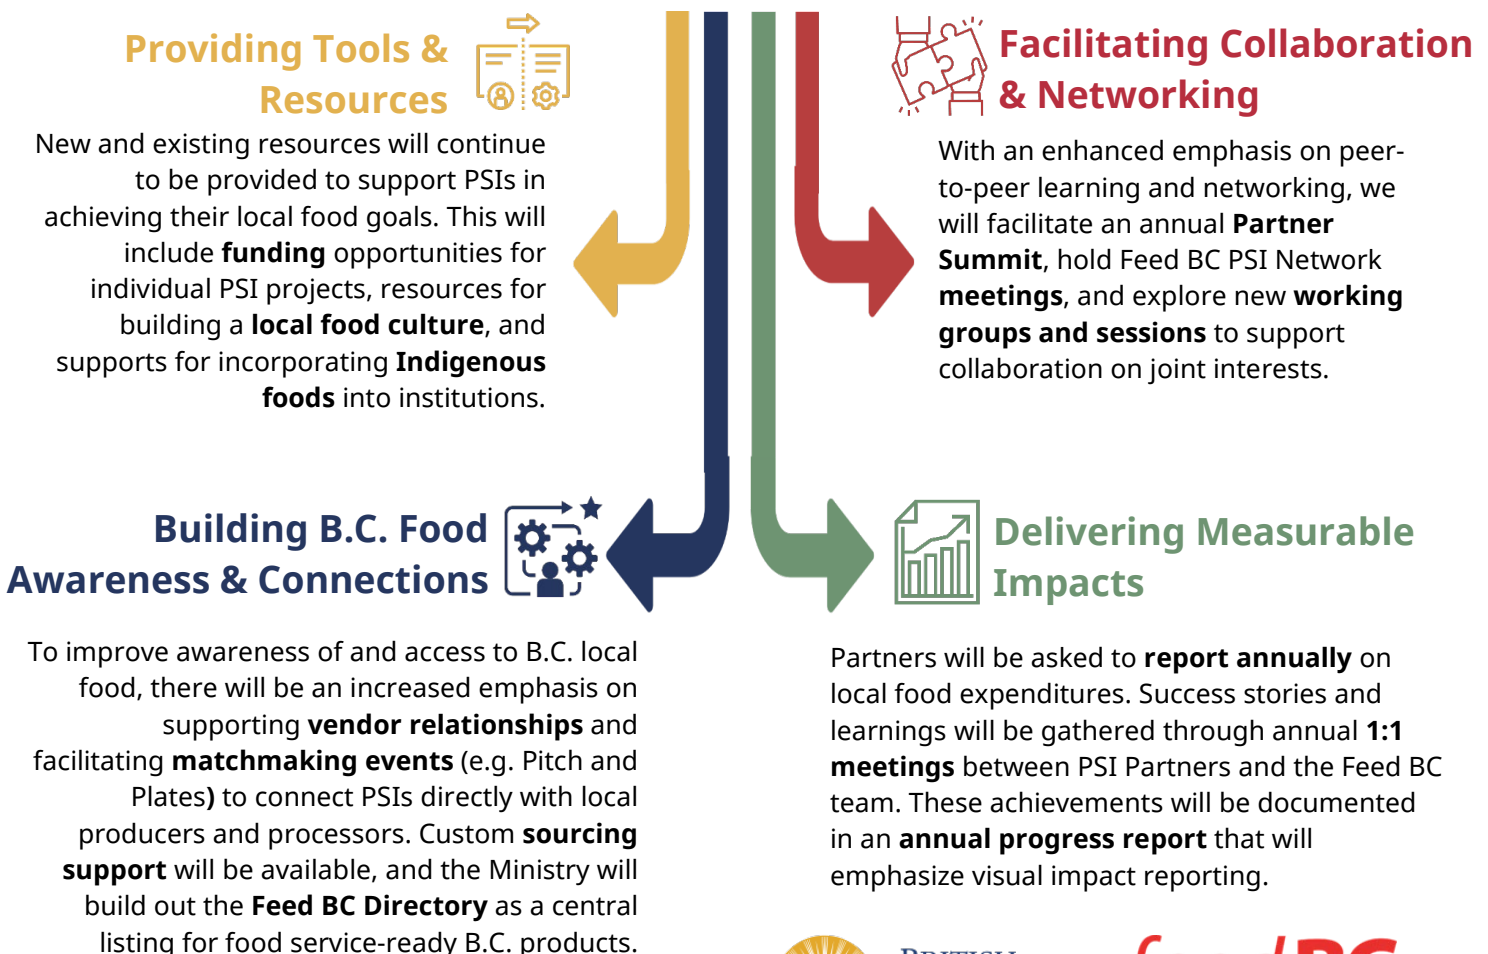 Providing Tools &
Resources
New and existing resources will continue
to be provided to support PSIs in
achieving their local food goals. This will
include funding opportunities for
individual PSI projects, resources for
building a local food culture, and
supports for incorporating Indigenous
foods into institutions.
Facilitating Collaboration
& Networking
With an enhanced emphasis on peer-
to-peer learning and networking, we
will facilitate an annual Partner
Summit, hold Feed BC PSI Network
meetings, and explore new working
groups and sessions to support
collaboration on joint interests.
Building B.C. Food
Awareness & Connections
To improve awareness of and access to B.C. local
food, there will be an increased emphasis on
supporting vendor relationships and
facilitating matchmaking events (e.g. Pitch and
Plates) to connect PSIs directly with local
producers and processors. Custom sourcing
support will be available, and the Ministry will
build out the Feed BC Directory as a central
listing for food service-ready B.C. products.
Delivering Measurable
Impacts
Partners will be asked to report annually on
local food expenditures. Success stories and
learnings will be gathered through annual 1:1
meetings between PSI Partners and the Feed BC
team. These achievements will be documented
in an annual progress report that will
emphasize visual impact reporting.